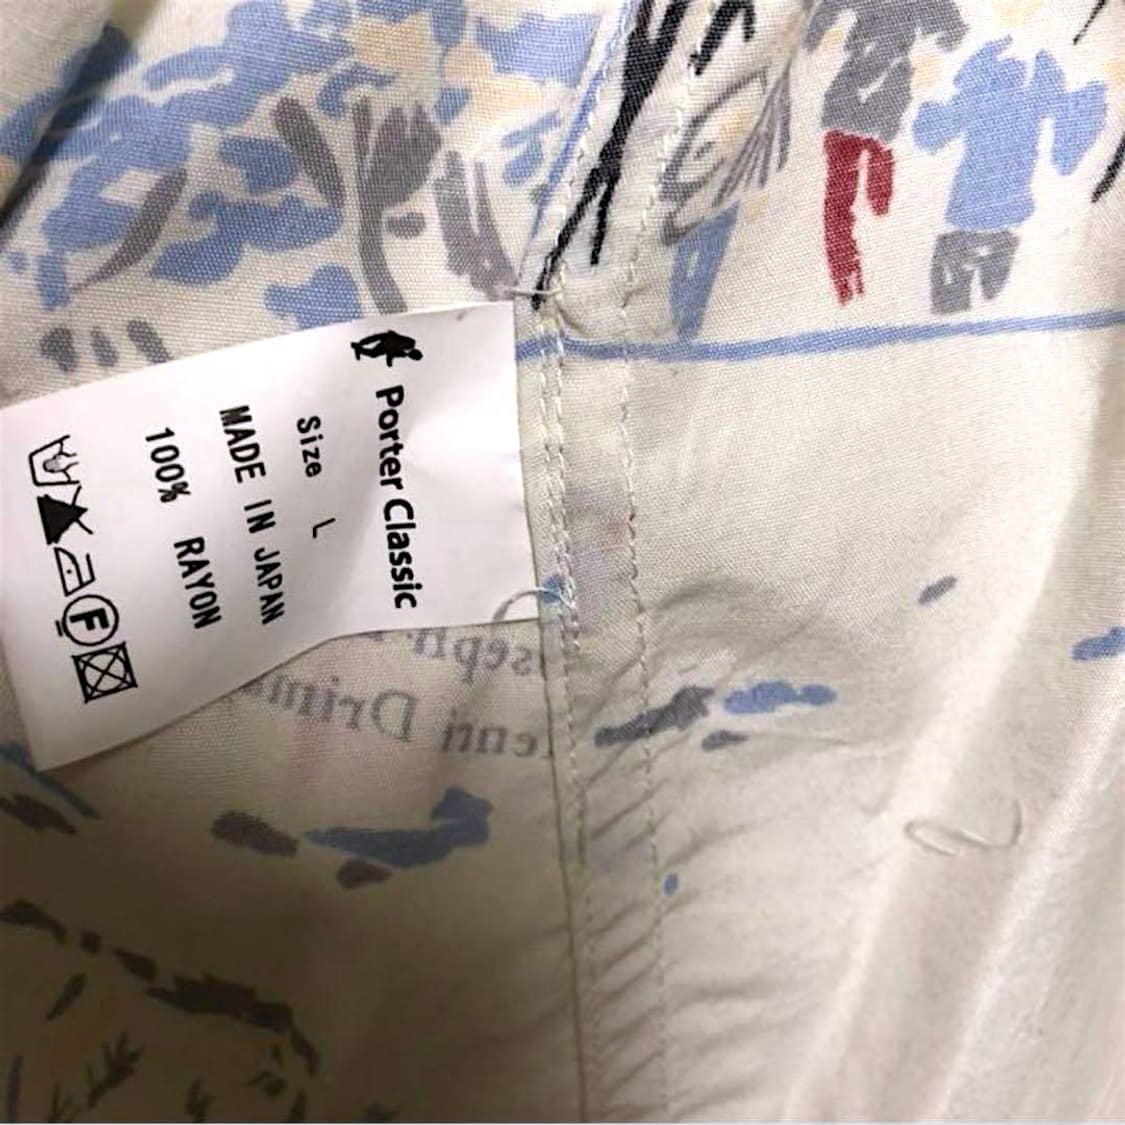 Porter Classic
Size L
MADE IN JAPAN
100% RAYON
F